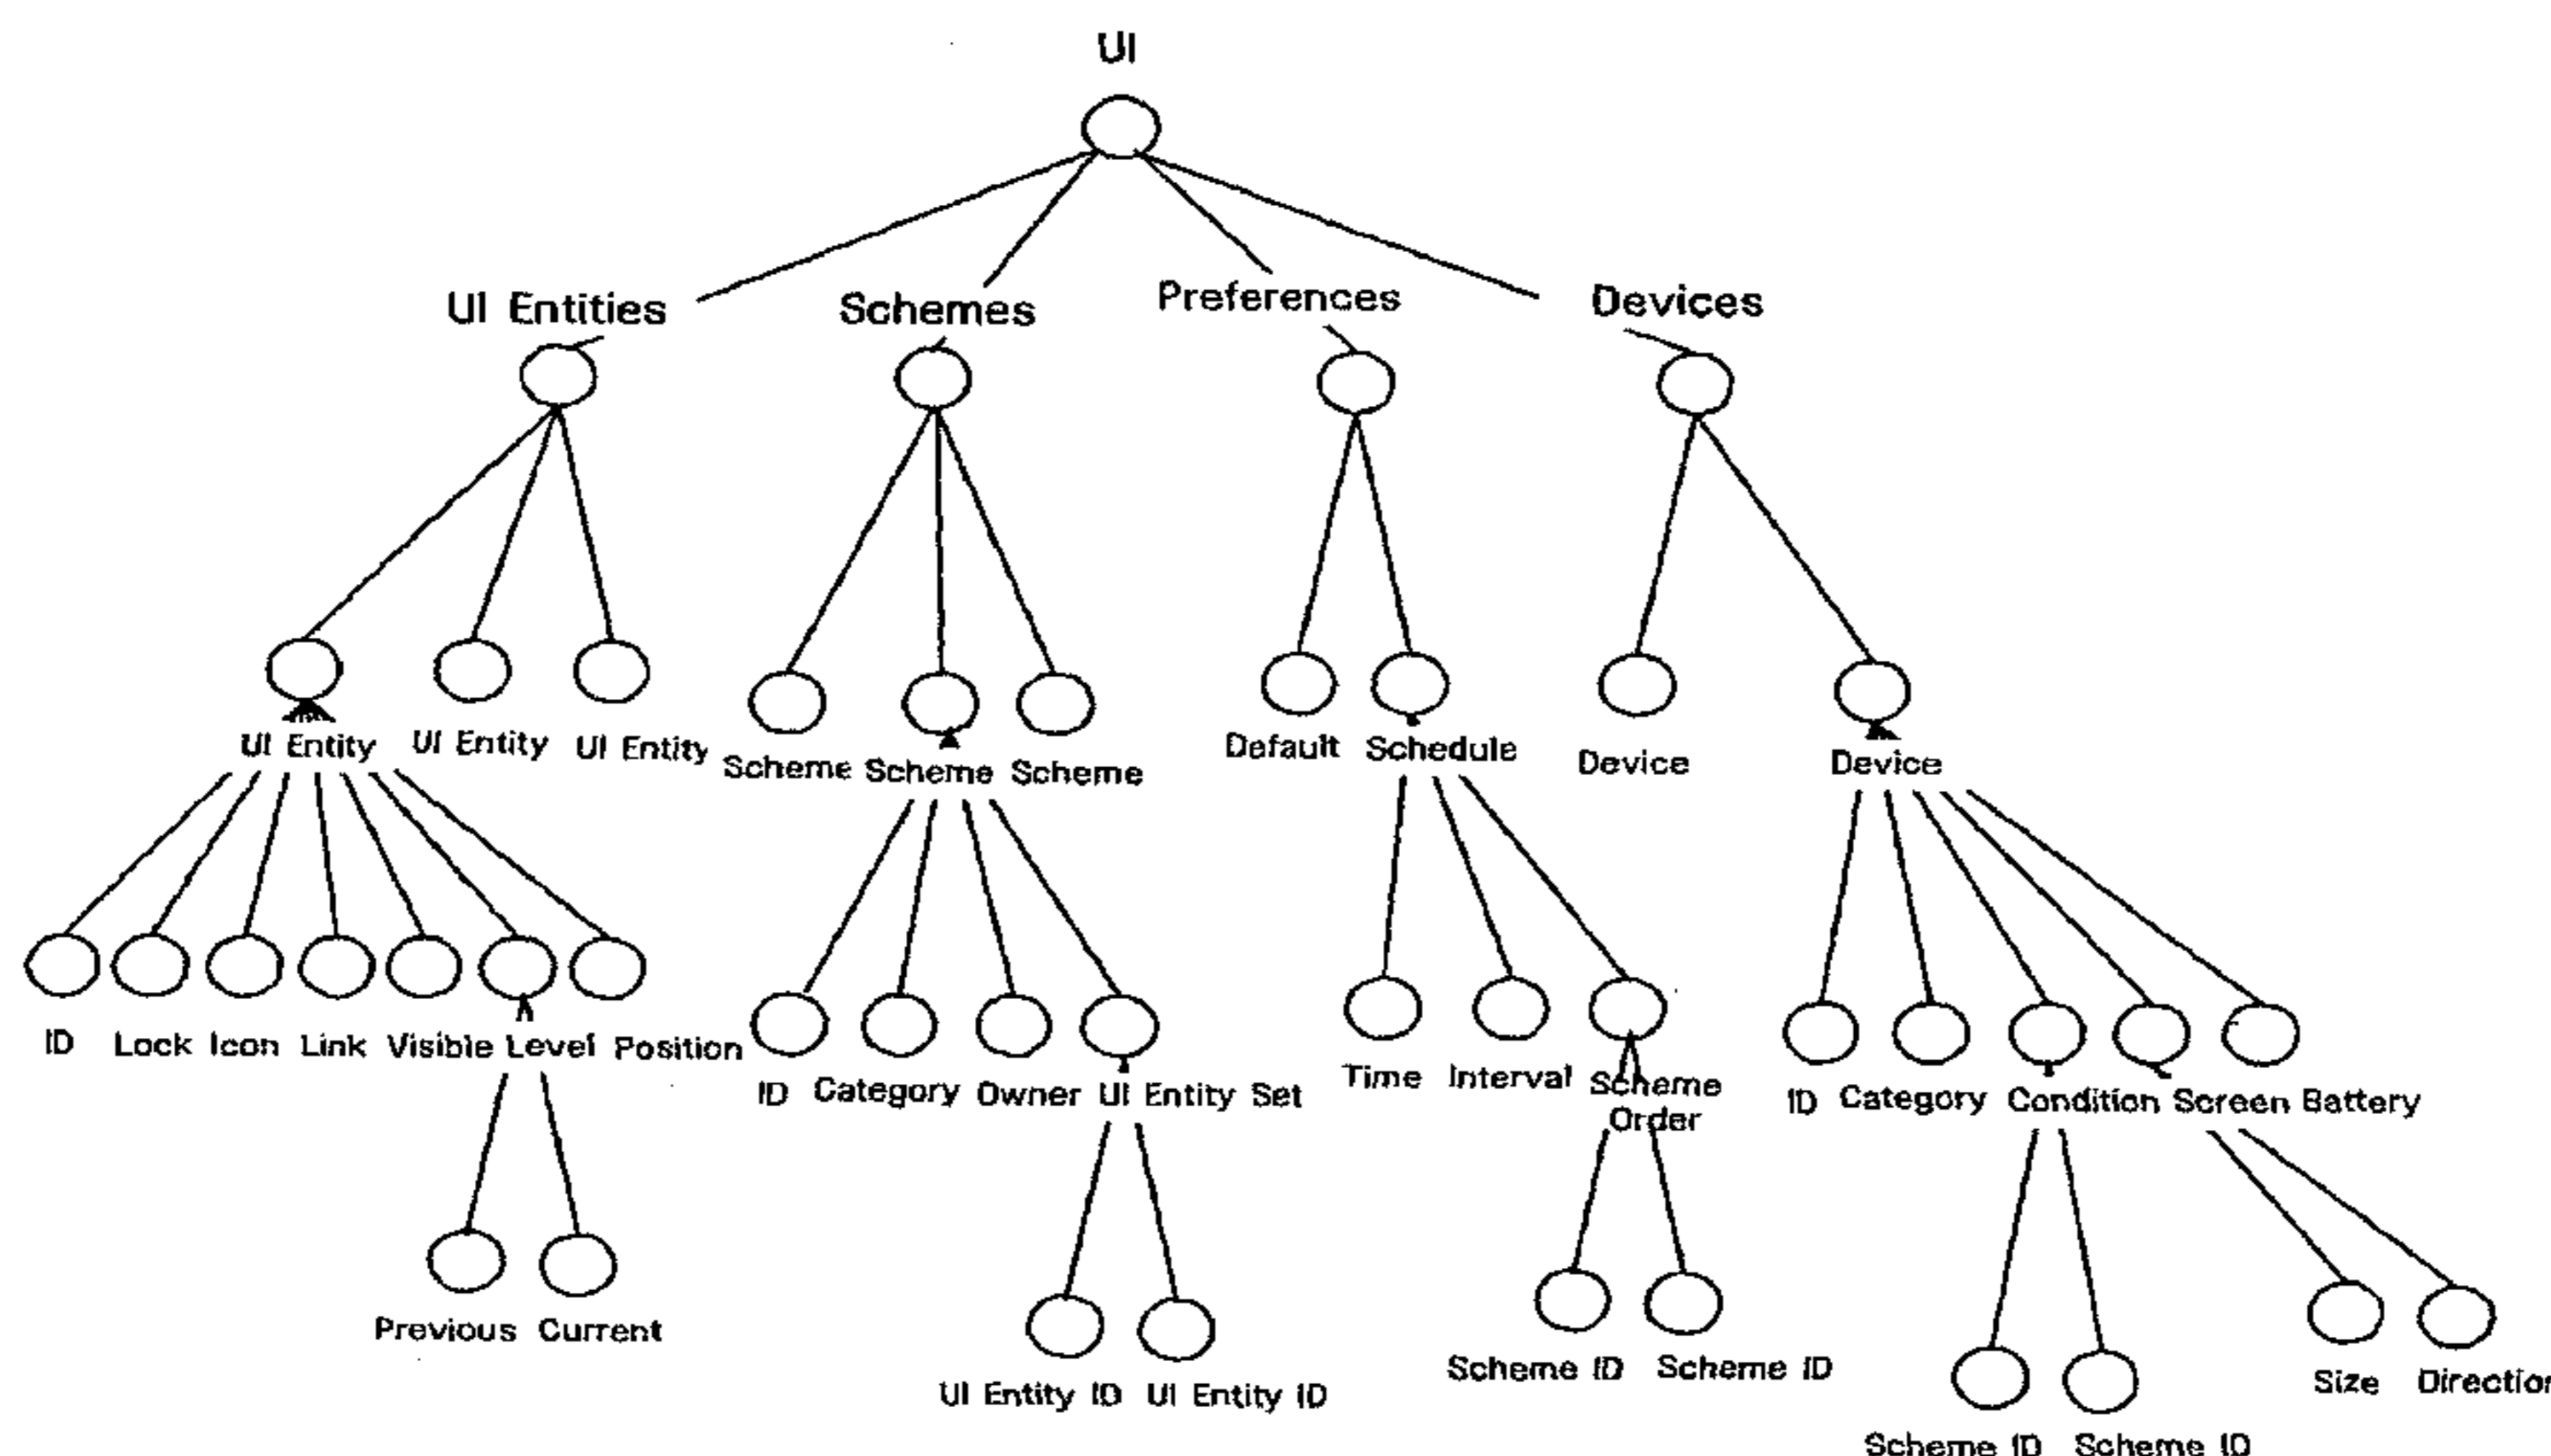 UI
UI Entities Schemes Preferences Devices
UI Entity UI Entity UI Entity Scheme Scheme Scheme Default Schedule Device Device
ID Lock Icon Link Visible Level Position ID Category Owner UI Entity Set Time Interval Scheme
Order ID Category Condition Screen Battery
Previous Current UI Entity ID UI Entity ID Scheme ID Scheme ID Size Direction
Scheme ID Scheme ID